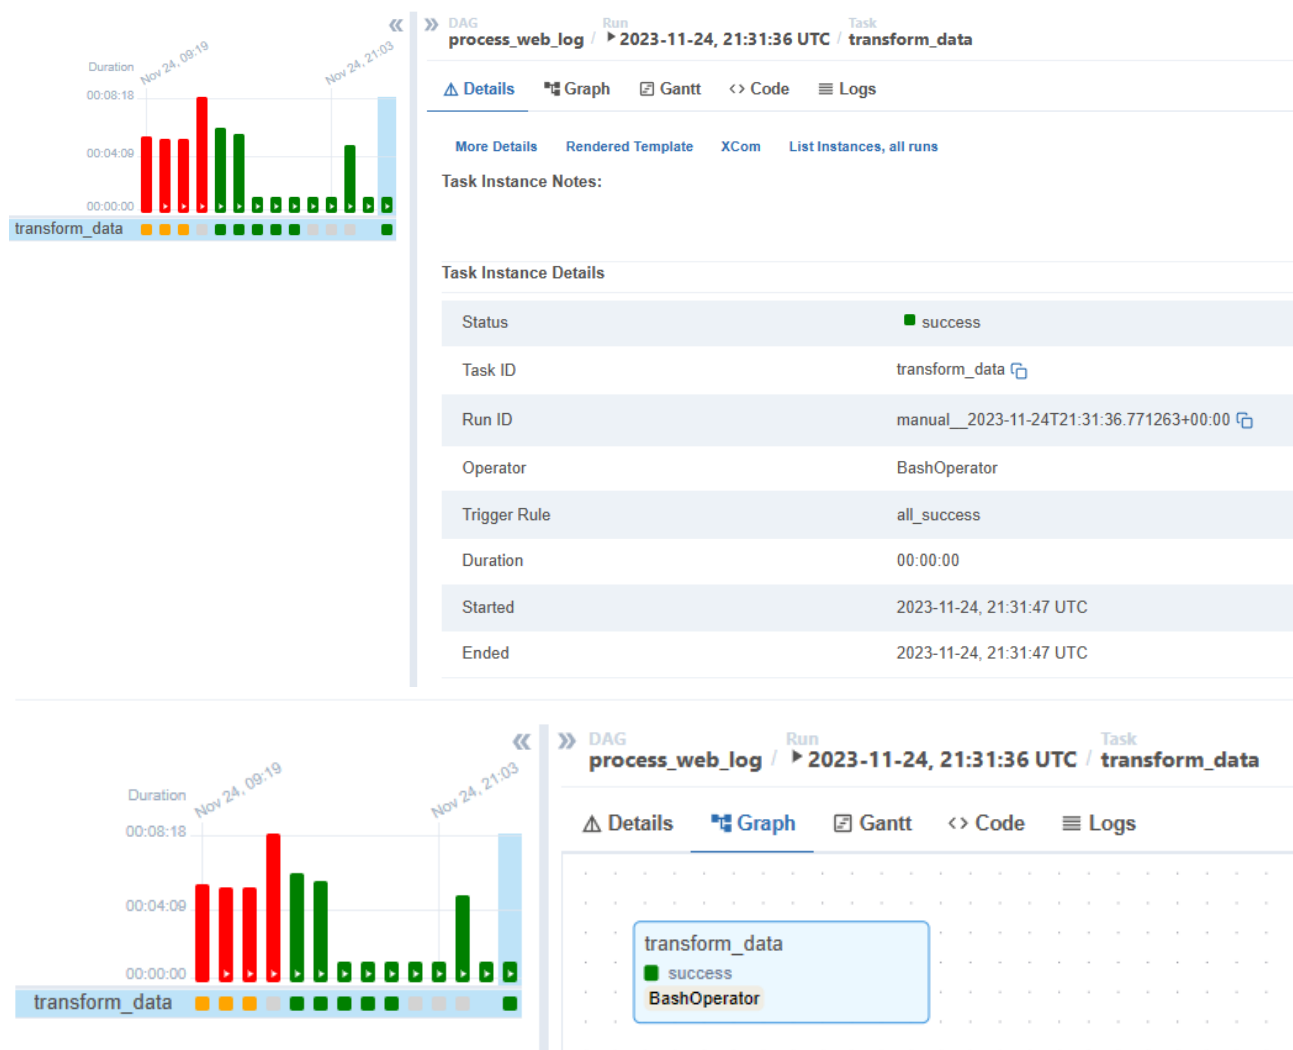 DAG Run Task
process_web_log / 2023-11-24, 21:31:36 UTC / transform_data
Duration
Nov 24, 09:19
Nov 24, 21:03
00:08:18
00:04:09
00:00:00
transform_data
Details Graph Gantt Code Logs
More Details Rendered Template XCom List Instances, all runs
Task Instance Notes:
Task Instance Details
Status success
Task ID transform_data
Run ID manual__2023-11-24T21:31:36.771263+00:00
Operator BashOperator
Trigger Rule all_success
Duration 00:00:00
Started 2023-11-24, 21:31:47 UTC
Ended 2023-11-24, 21:31:47 UTC
DAG Run Task
process_web_log / 2023-11-24, 21:31:36 UTC / transform_data
Duration
Nov 24, 09:19
Nov 24, 21:03
00:08:18
00:04:09
00:00:00
transform_data
Details Graph Gantt Code Logs
transform_data
success
BashOperator